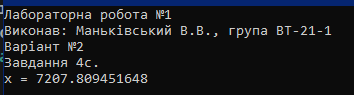 Лабораторна робота №1
Виконав: Маньківський В.В., група ВТ-21-1
Варіант №2
Завдання 4с.
x = 7207.809451648